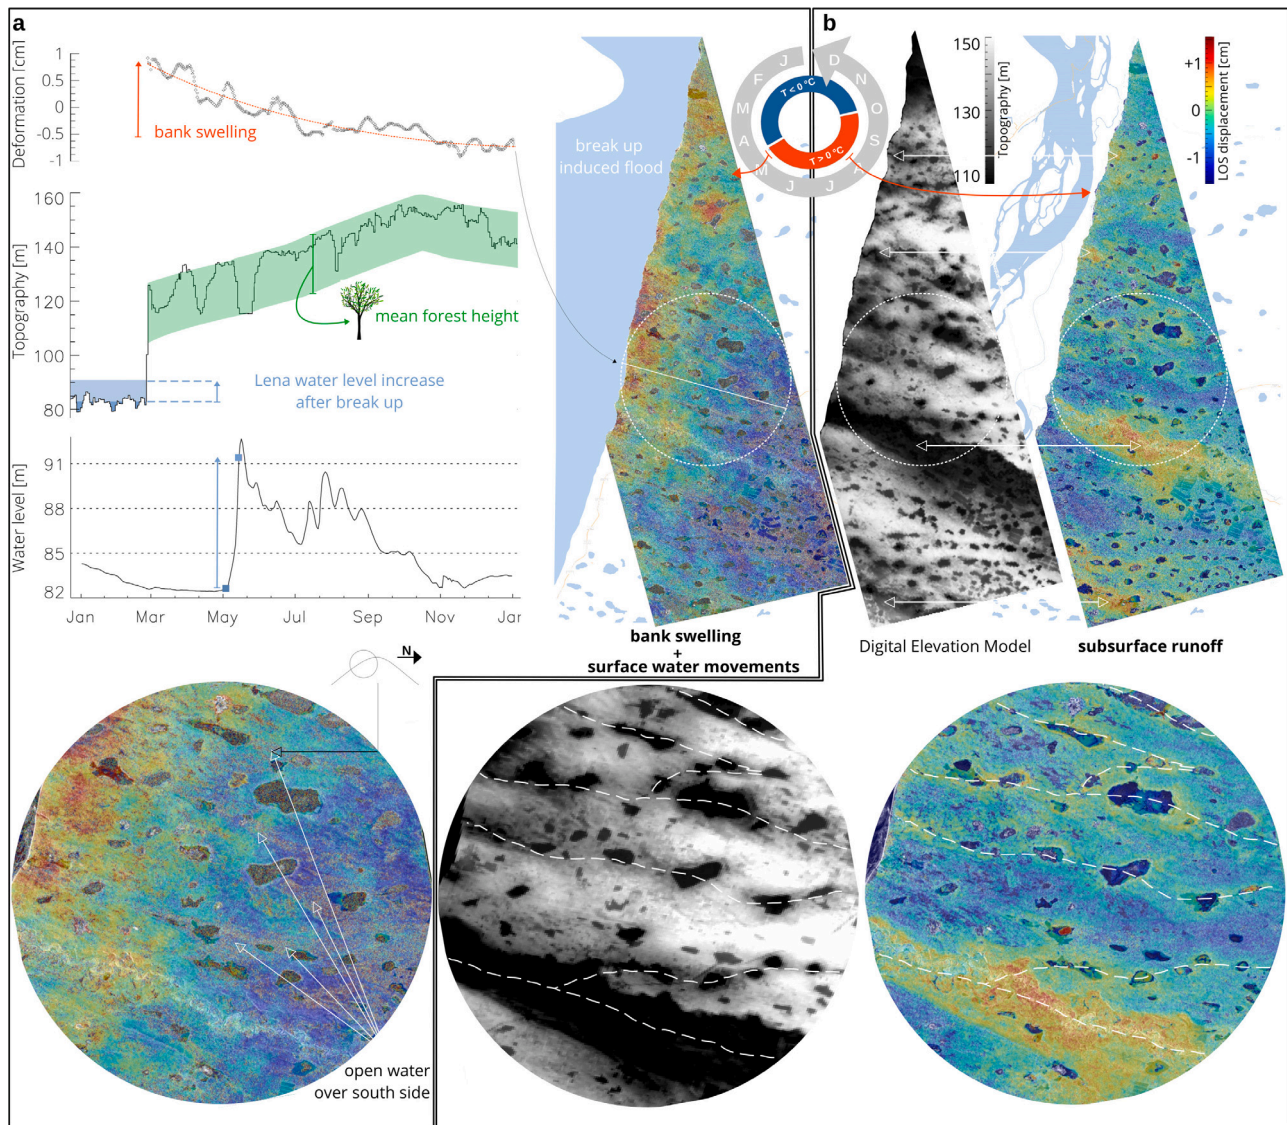 a
Deformation [cm]
1
0.5
0
-0.5
-1
bank swelling
Topography [m]
160
140
120
100
80
mean forest height
Lena water level increase
after break up
Water level [m]
91
88
85
82
Jan
Mar
May
Jul
Sep
Nov
Jan
break up
induced flood
J
D
N
O
S
A
J
J
M
A
M
F
T < 0 °C
T > 0 °C
bank swelling
+
surface water movements
b
150
130
110
Topography [m]
+1
0
-1
LOS displacement [cm]
Digital Elevation Model
subsurface runoff
N
open water
over south side